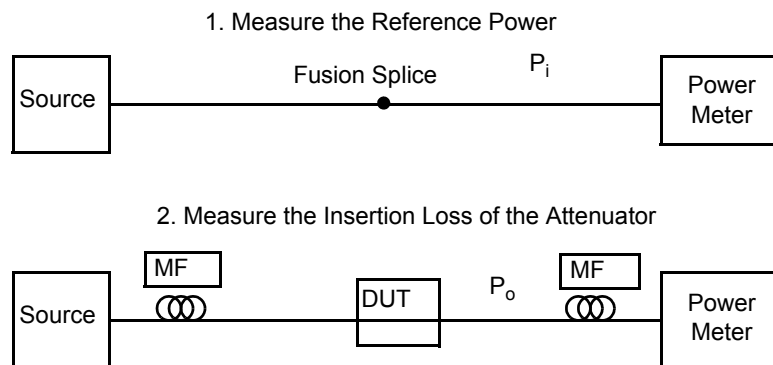 1. Measure the Reference Power
Source
Fusion Splice
Pi
Power
Meter
2. Measure the Insertion Loss of the Attenuator
MF
MF
Source
DUT
Po
Power
Meter